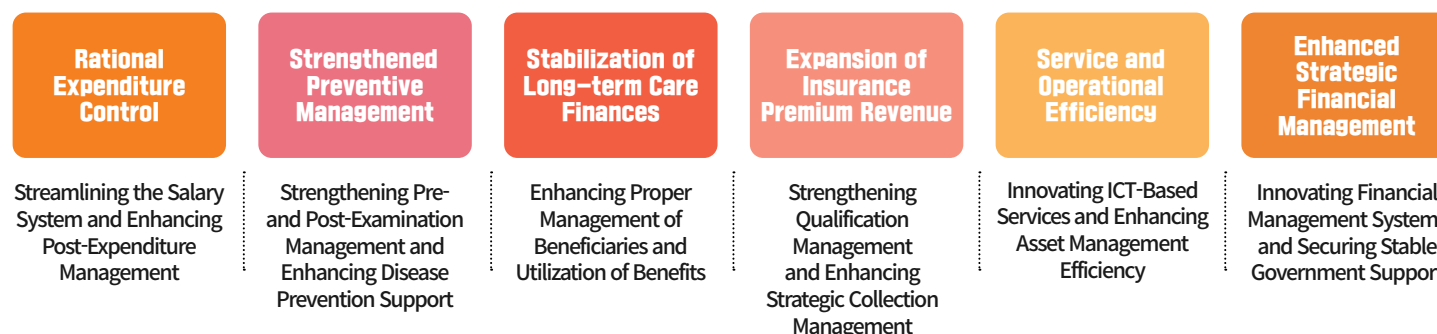 Rational
Expenditure
Control
Strengthened
Preventive
Management
Stabilization of
Long-term Care
Finances
Expansion of
Insurance
Premium Revenue
Service and
Operational
Efficiency
Enhanced
Strategic
Financial
Management
Streamlining the Salary
System and Enhancing
Post-Expenditure
Management
Strengthening Pre-
and Post-Examination
Management and
Enhancing Disease
Prevention Support
Enhancing Proper
Management of
Beneficiaries and
Utilization of Benefits
Strengthening
Qualification
Management
and Enhancing
Strategic Collection
Management
Innovating ICT-Based
Services and Enhancing
Asset Management
Efficiency
Innovating Financial
Management System
and Securing Stable
Government Support